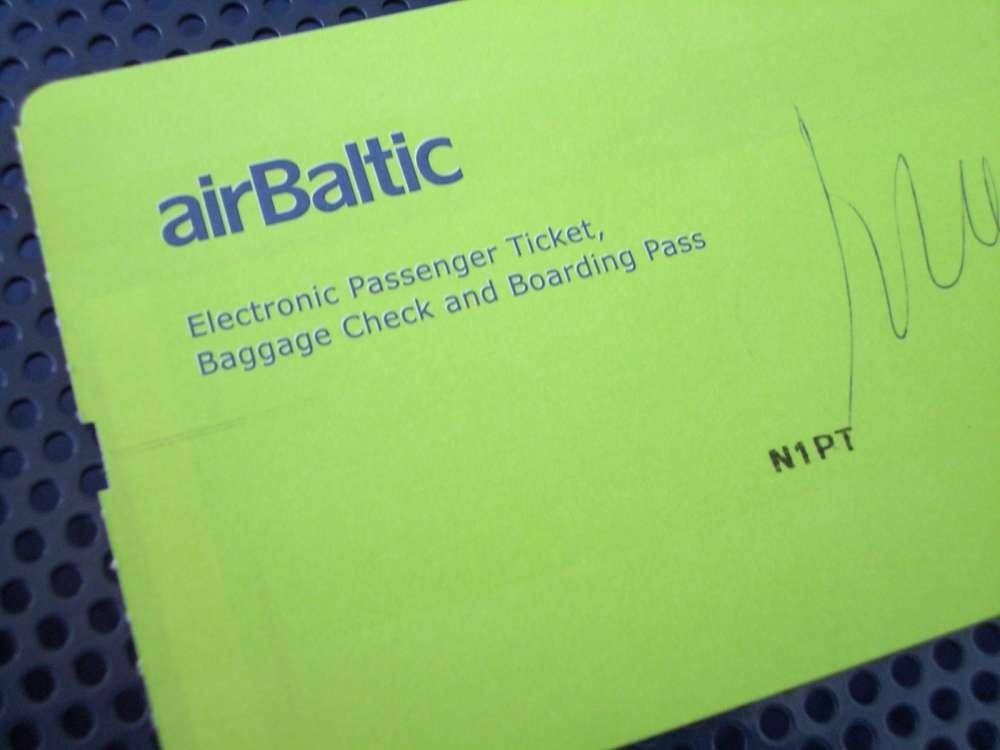 airBaltic
Electronic Passenger Ticket,
Baggage Check and Boarding Pass
N1PT